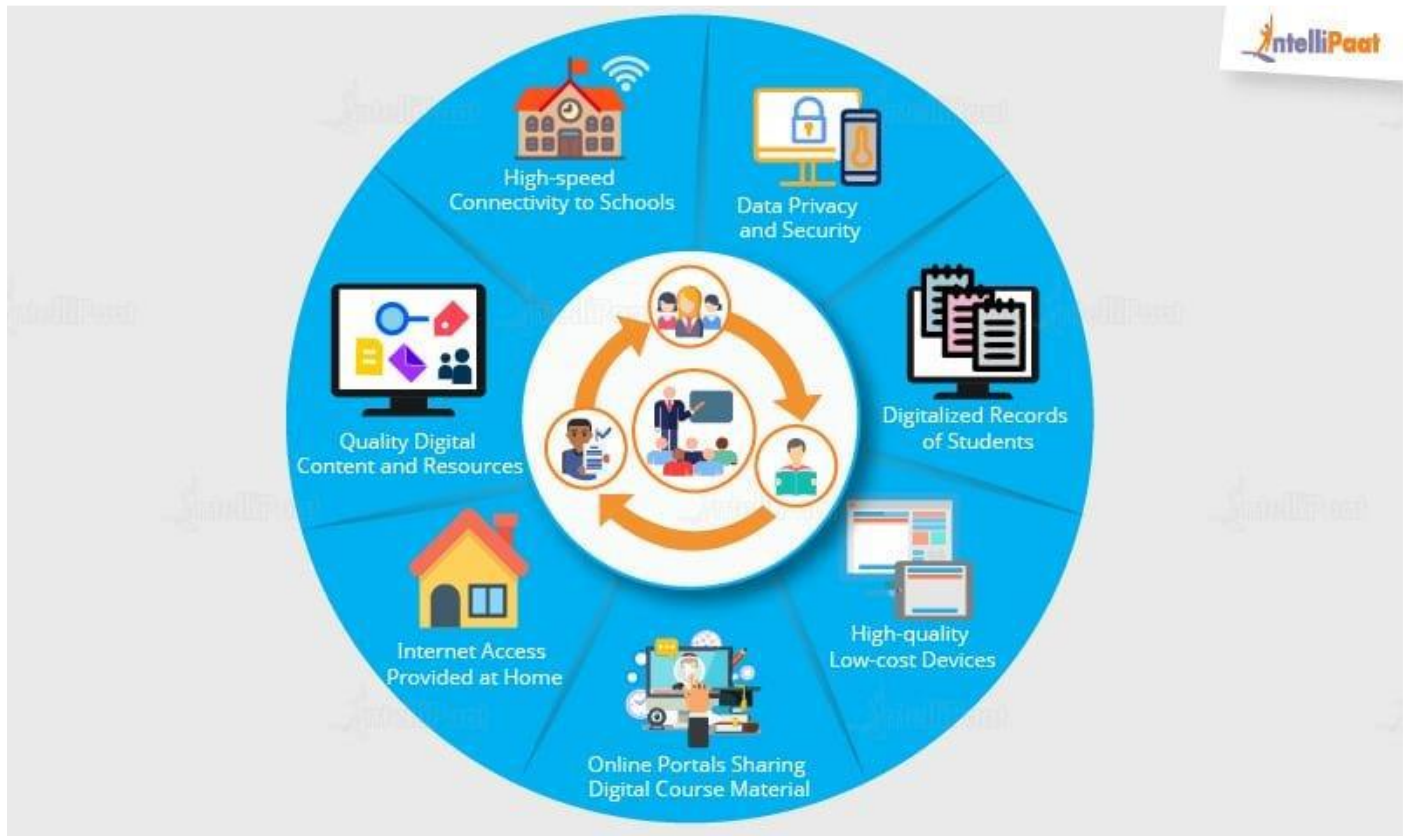 IntelliPaat
High-speed
Connectivity to Schools
Data Privacy
and Security
Digitalized Records
of Students
High-quality
Low-cost Devices
Online Portals Sharing
Digital Course Material
Internet Access
Provided at Home
Quality Digital
Content and Resources